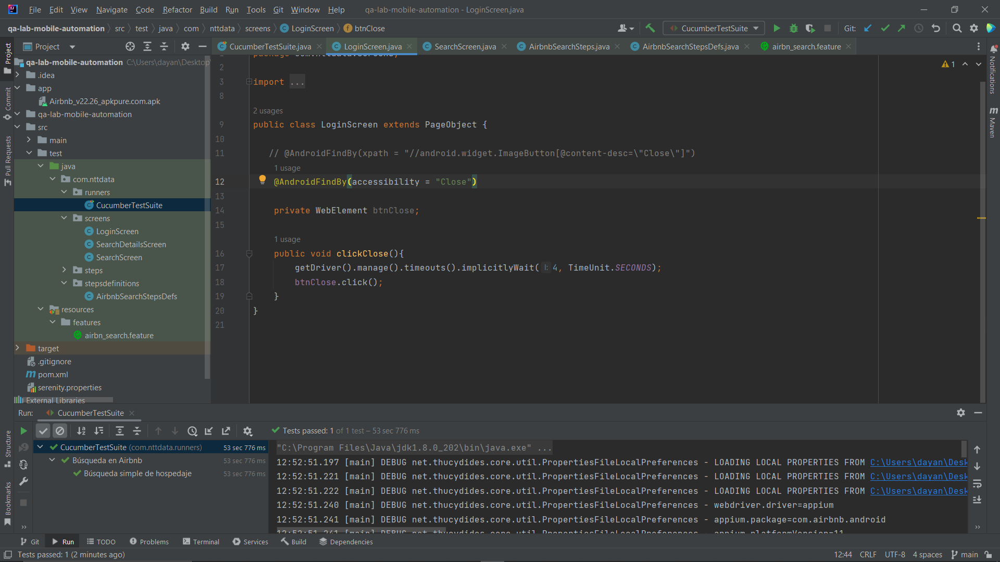 File Edit View Navigate Code Refactor Build Run Tools Git Window Help qa-lab-mobile-automation - LoginScreen.java
qa-lab-mobile-automation src test java com nttdata screens LoginScreen btnClose CucumberTestSuite Git:
Project CucumberTestSuite.java LoginScreen.java SearchScreen.java AirbnbSearchSteps.java AirbnbSearchStepsDefs.java airbn_search.feature
Project
Commit
Pull Requests
Structure
Bookmarks
Notifications
Maven
qa-lab-mobile-automation C:\Users\dayan\Desktop
.idea
app
Airbnb_v22.26_apkpure.com.apk
qa-lab-mobile-automation
src
main
test
java
com.nttdata
runners
CucumberTestSuite
screens
LoginScreen
SearchDetailsScreen
SearchScreen
steps
stepsdefinitions
AirbnbSearchStepsDefs
resources
features
airbn_search.feature
target
.gitignore
pom.xml
serenity.properties
External Libraries
1
2
3 import ...
8
2 usages
9 public class LoginScreen extends PageObject {
10
11 // @AndroidFindBy(xpath = "//android.widget.ImageButton[@content-desc=\"Close\"]")
1 usage
12 @AndroidFindBy(accessibility = "Close")
13
14 private WebElement btnClose;
15
1 usage
16 public void clickClose(){
17 getDriver().manage().timeouts().implicitlyWait( l: 4, TimeUnit.SECONDS);
18 btnClose.click();
19 }
20 }
21
Run: CucumberTestSuite
Tests passed: 1 of 1 test – 53 sec 776 ms
CucumberTestSuite (com.nttdata.runners) 53 sec 776 ms
Búsqueda en Airbnb 53 sec 776 ms
Búsqueda simple de hospedaje 53 sec 776 ms
"C:\Program Files\Java\jdk1.8.0_202\bin\java.exe" ...
12:52:51.197 [main] DEBUG net.thucydides.core.util.PropertiesFileLocalPreferences - LOADING LOCAL PROPERTIES FROM C:\Users\dayan\Desk
12:52:51.221 [main] DEBUG net.thucydides.core.util.PropertiesFileLocalPreferences - LOADING LOCAL PROPERTIES FROM C:\Users\dayan\Desk
12:52:51.222 [main] DEBUG net.thucydides.core.util.PropertiesFileLocalPreferences - LOADING LOCAL PROPERTIES FROM C:\Users\dayan\Desk
12:52:51.240 [main] DEBUG net.thucydides.core.util.PropertiesFileLocalPreferences - webdriver.driver=appium
12:52:51.241 [main] DEBUG net.thucydides.core.util.PropertiesFileLocalPreferences - appium.package=com.airbnb.android
Git Run TODO Problems Terminal Services Build Dependencies
Tests passed: 1 (2 minutes ago) 12:44 CRLF UTF-8 4 spaces main